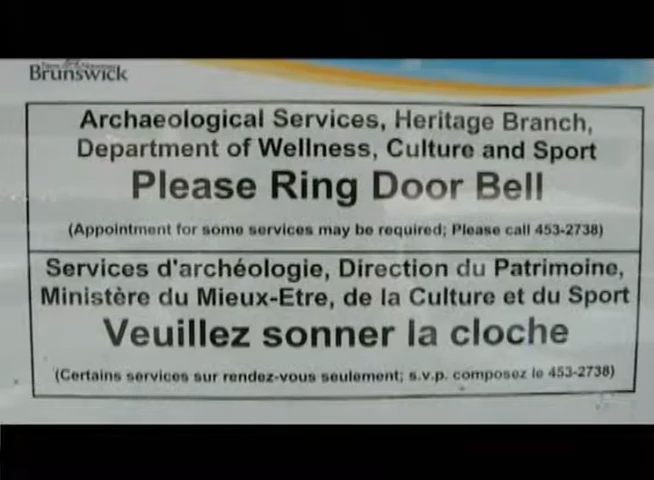 Brunswick
Archaeological Services, Heritage Branch,
Department of Wellness, Culture and Sport
Please Ring Door Bell
(Appointment for some services may be required; Please call 453-2738)
Services d'archéologie, Direction du Patrimoine,
Ministère du Mieux-Etre, de la Culture et du Sport
Veuillez sonner la cloche
(Certains services sur rendez-vous seulement; s.v.p. composez le 453-2738)